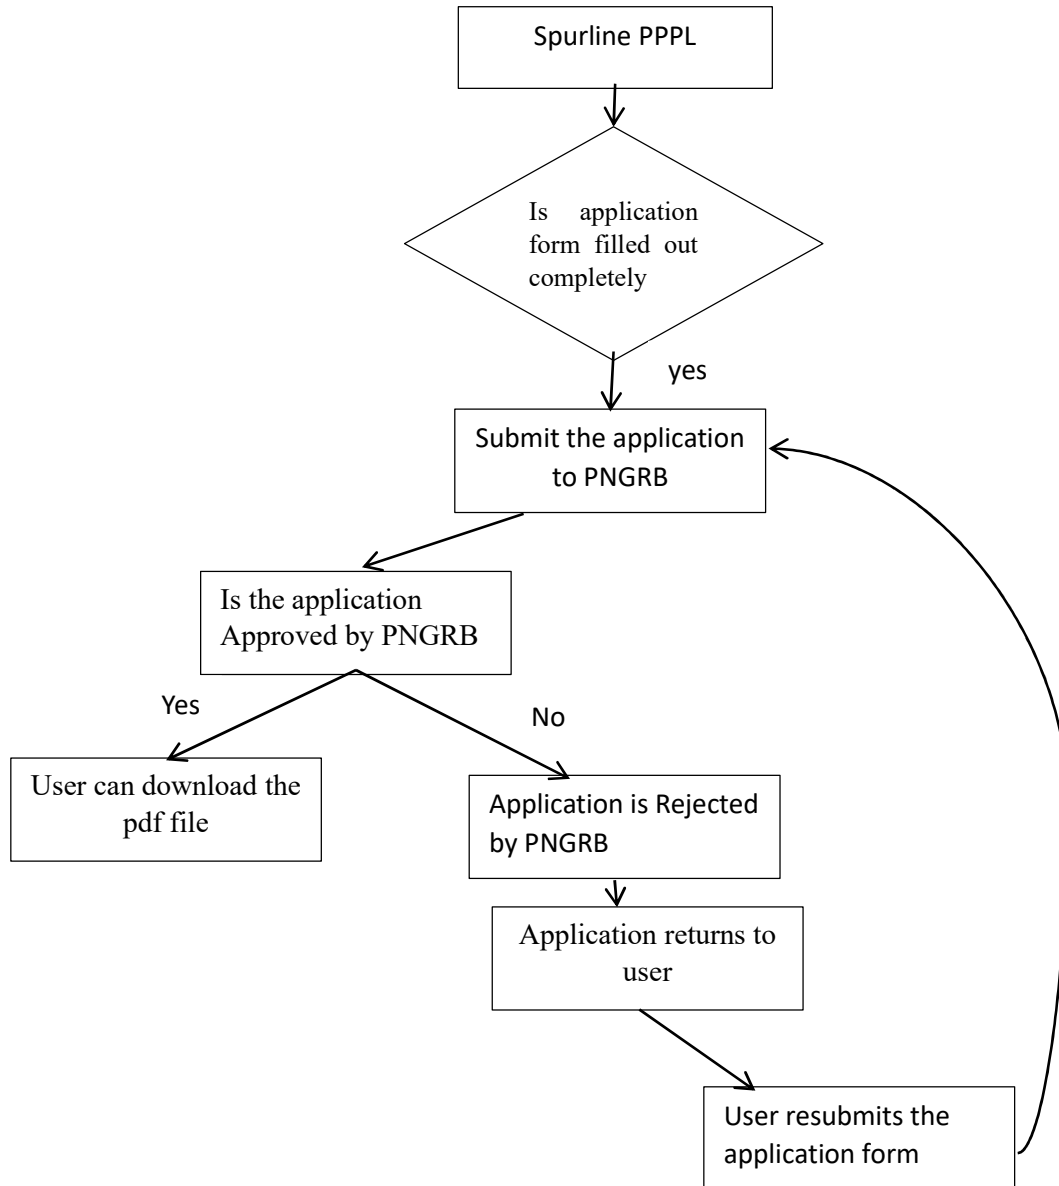 Spurline PPPL
Is application
form filled out
completely
yes
Submit the application
to PNGRB
Is the application
Approved by PNGRB
Yes
No
User can download the
pdf file
Application is Rejected
by PNGRB
Application returns to
user
User resubmits the
application form